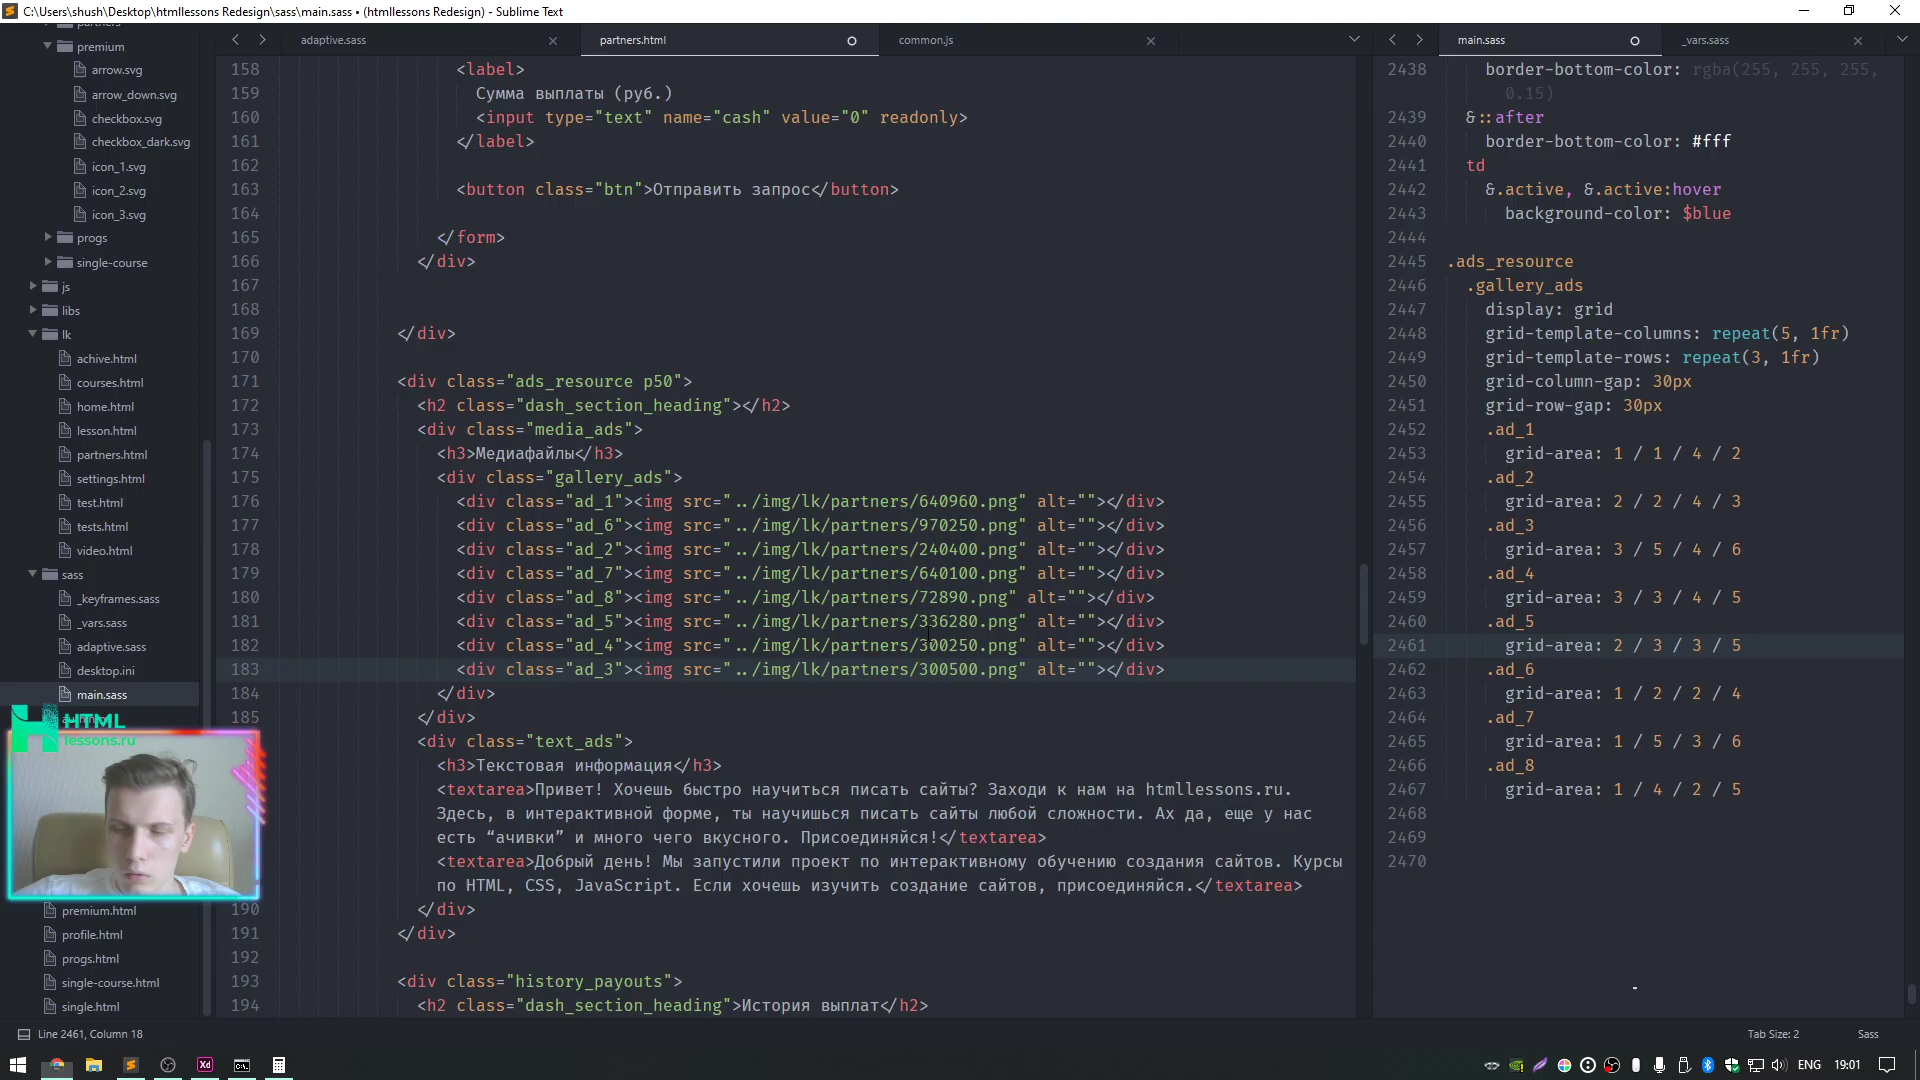 C:\Users\shush\Desktop\htmllessons Redesign\sass\main.sass • (htmllessons Redesign) - Sublime Text
premium
arrow.svg
arrow_down.svg
checkbox.svg
checkbox_dark.svg
icon_1.svg
icon_2.svg
icon_3.svg
progs
single-course
js
libs
lk
achive.html
courses.html
home.html
lesson.html
partners.html
settings.html
test.html
tests.html
video.html
sass
_keyframes.sass
_vars.sass
adaptive.sass
desktop.ini
main.sass
HTML
lessons.ru
premium.html
profile.html
progs.html
single-course.html
single.html
adaptive.sass
partners.html
common.js
158 <label>
159 Сумма выплаты (руб.)
160 <input type="text" name="cash" value="0" readonly>
161 </label>
162
163 <button class="btn">Отправить запрос</button>
164
165 </form>
166 </div>
167
168
169 </div>
170
171 <div class="ads_resource p50">
172 <h2 class="dash_section_heading"></h2>
173 <div class="media_ads">
174 <h3>Медиафайлы</h3>
175 <div class="gallery_ads">
176 <div class="ad_1"><img src="../img/lk/partners/640960.png" alt=""></div>
177 <div class="ad_6"><img src="../img/lk/partners/970250.png" alt=""></div>
178 <div class="ad_2"><img src="../img/lk/partners/240400.png" alt=""></div>
179 <div class="ad_7"><img src="../img/lk/partners/640100.png" alt=""></div>
180 <div class="ad_8"><img src="../img/lk/partners/72890.png" alt=""></div>
181 <div class="ad_5"><img src="../img/lk/partners/336280.png" alt=""></div>
182 <div class="ad_4"><img src="../img/lk/partners/300250.png" alt=""></div>
183 <div class="ad_3"><img src="../img/lk/partners/300500.png" alt=""></div>
184 </div>
185 </div>
186 <div class="text_ads">
187 <h3>Текстовая информация</h3>
188 <textarea>Привет! Хочешь быстро научиться писать сайты? Заходи к нам на htmllessons.ru.
Здесь, в интерактивной форме, ты научишься писать сайты любой сложности. Ах да, еще у нас
есть “ачивки” и много чего вкусного. Присоединяйся!</textarea>
189 <textarea>Добрый день! Мы запустили проект по интерактивному обучению создания сайтов. Курсы
по HTML, CSS, JavaScript. Если хочешь изучить создание сайтов, присоединяйся.</textarea>
190 </div>
191 </div>
192
193 <div class="history_payouts">
194 <h2 class="dash_section_heading">История выплат</h2>
main.sass
_vars.sass
2438 border-bottom-color: rgba(255, 255, 255,
0.15)
2439 &::after
2440 border-bottom-color: #fff
2441 td
2442 &.active, &.active:hover
2443 background-color: $blue
2444
2445 .ads_resource
2446 .gallery_ads
2447 display: grid
2448 grid-template-columns: repeat(5, 1fr)
2449 grid-template-rows: repeat(3, 1fr)
2450 grid-column-gap: 30px
2451 grid-row-gap: 30px
2452 .ad_1
2453 grid-area: 1 / 1 / 4 / 2
2454 .ad_2
2455 grid-area: 2 / 2 / 4 / 3
2456 .ad_3
2457 grid-area: 3 / 5 / 4 / 6
2458 .ad_4
2459 grid-area: 3 / 3 / 4 / 5
2460 .ad_5
2461 grid-area: 2 / 3 / 3 / 5
2462 .ad_6
2463 grid-area: 1 / 2 / 2 / 4
2464 .ad_7
2465 grid-area: 1 / 5 / 3 / 6
2466 .ad_8
2467 grid-area: 1 / 4 / 2 / 5
2468
2469
2470
Line 2461, Column 18
Tab Size: 2
Sass
Xd
ENG
19:01